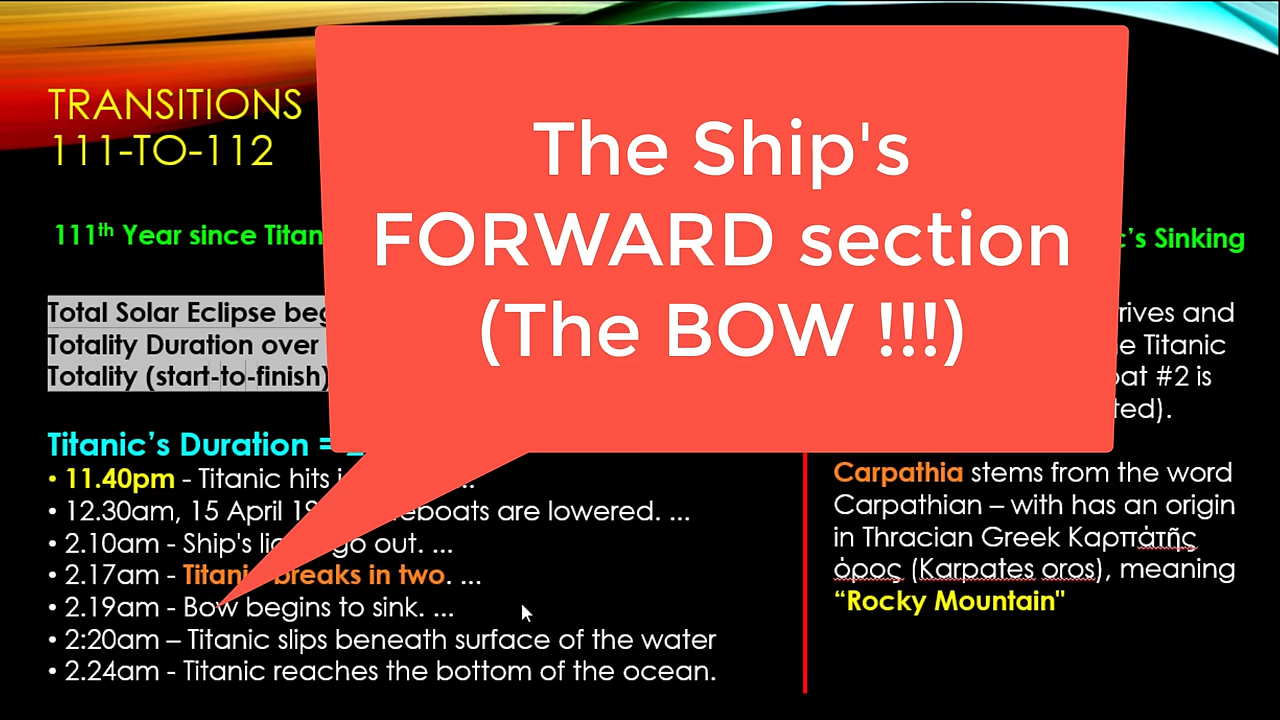 TRANSITIONS
111-TO-112
The Ship's
FORWARD section
(The BOW !!!)
111th Year since Titan
Total Solar Eclipse beg
Totality Duration over
Totality (start-to-finish)
Titanic's Duration =
• 11.40pm - Titanic hits ...
• 12.30am, 15 April 19 eboats are lowered. ...
• 2.10am - Ship's go out. ...
• 2.17am - Titanic breaks in two. ...
• 2.19am - Bow begins to sink. ...
• 2:20am – Titanic slips beneath surface of the water
• 2.24am - Titanic reaches the bottom of the ocean.
c's Sinking
rives and
e Titanic
oat #2 is
ted).
Carpathia stems from the word
Carpathian – with has an origin
in Thracian Greek Καρπάτῆς
όρος (Karpates oros), meaning
“Rocky Mountain"